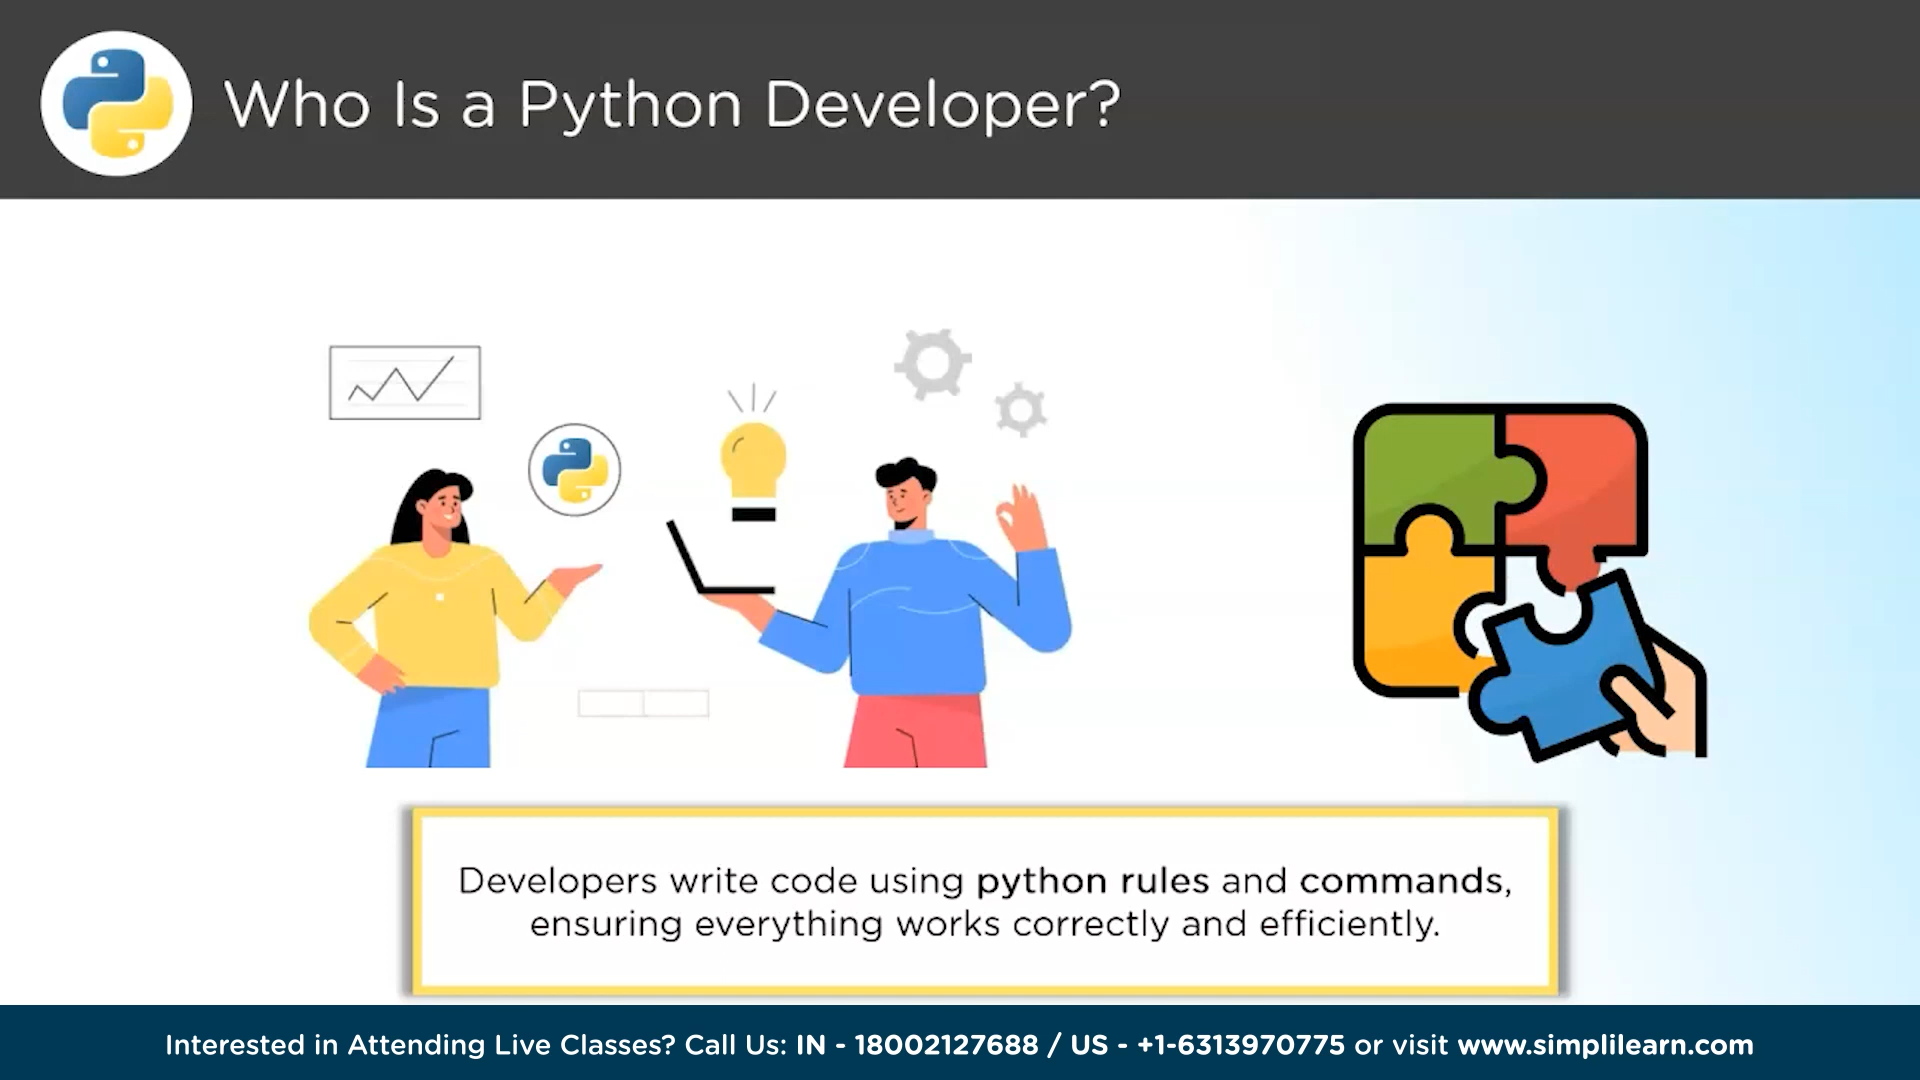 Who Is a Python Developer?
Developers write code using python rules and commands,
ensuring everything works correctly and efficiently.
Interested in Attending Live Classes? Call Us: IN - 18002127688 / US - +1-6313970775 or visit www.simplilearn.com